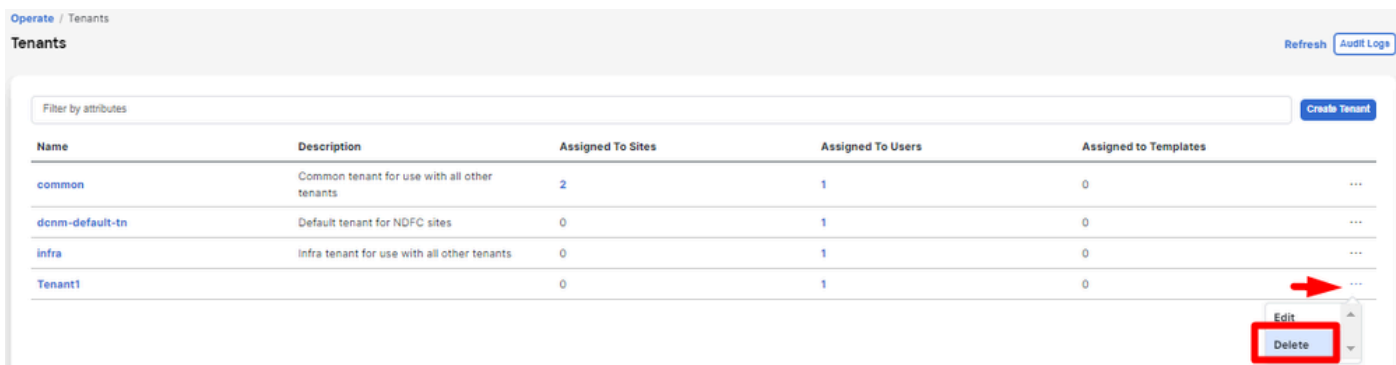 Operate / Tenants
Tenants
Refresh Audit Logs
Filter by attributes
Create Tenant
Name Description Assigned To Sites Assigned To Users Assigned to Templates
common Common tenant for use with all other tenants 2 1 0 ...
dcnm-default-tn Default tenant for NDFC sites 0 1 0 ...
infra Infra tenant for use with all other tenants 0 1 0 ...
Tenant1 0 1 0 ...
Edit
Delete